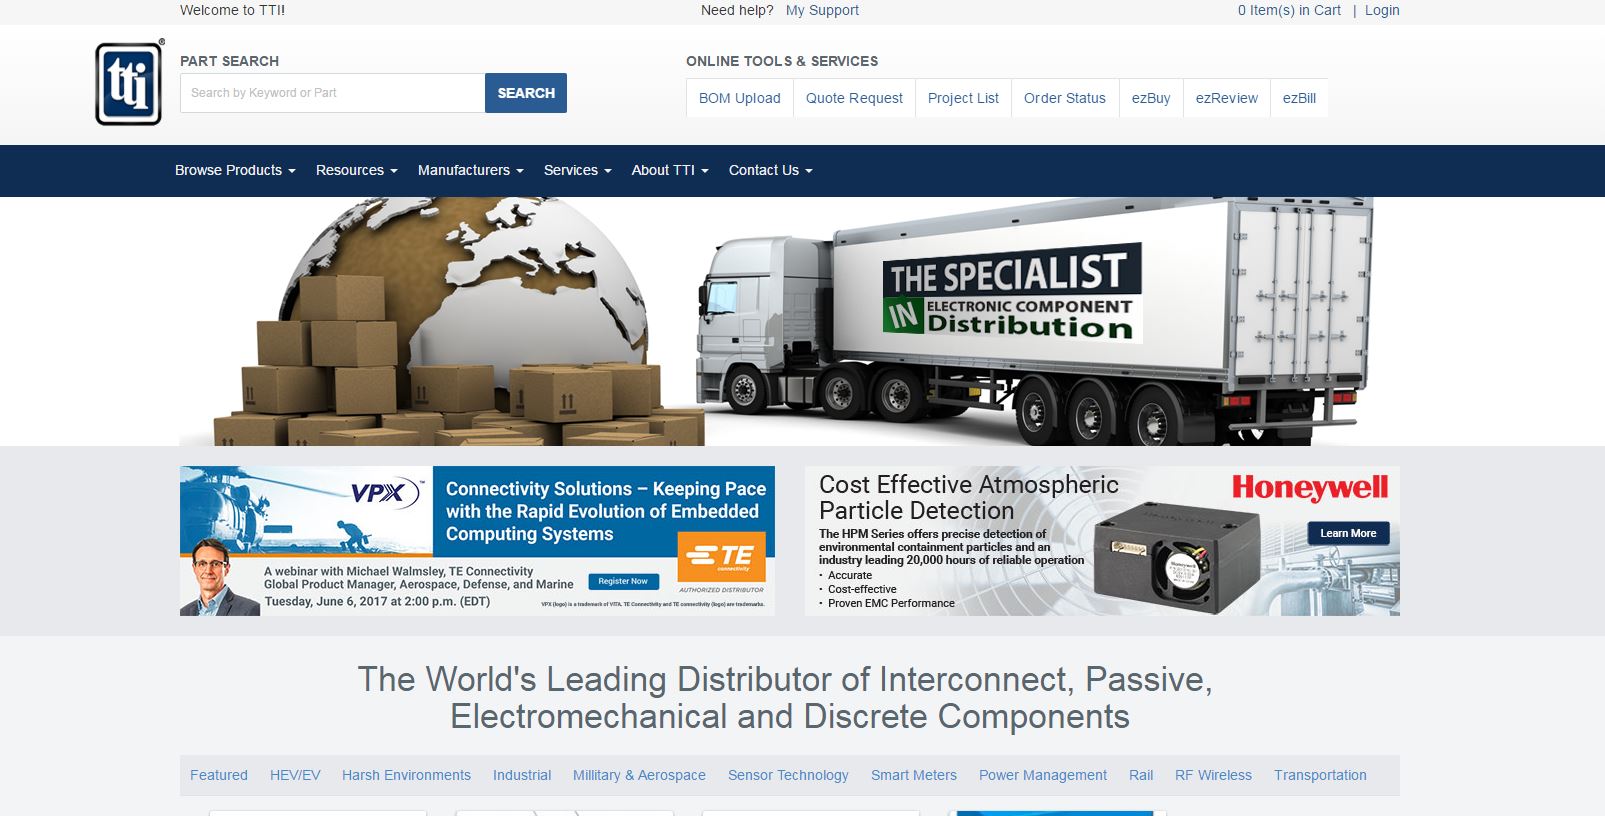 Welcome to TTI!
Need help? My Support
0 Item(s) in Cart | Login
tti
®
PART SEARCH
Search by Keyword or Part
SEARCH
ONLINE TOOLS & SERVICES
BOM Upload
Quote Request
Project List
Order Status
ezBuy
ezReview
ezBill
Browse Products
Resources
Manufacturers
Services
About TTI
Contact Us
THE SPECIALIST
IN ELECTRONIC COMPONENT
Distribution
VPX™
Connectivity Solutions – Keeping Pace
with the Rapid Evolution of Embedded
Computing Systems
TE
connectivity
AUTHORIZED DISTRIBUTOR
A webinar with Michael Walmsley, TE Connectivity
Global Product Manager, Aerospace, Defense, and Marine
Tuesday, June 6, 2017 at 2:00 p.m. (EDT)
Register Now
VPX (logo) is a trademark of VITA. TE Connectivity and TE connectivity (logo) are trademarks.
Cost Effective Atmospheric
Particle Detection
The HPM Series offers precise detection of
environmental containment particles and an
industry leading 20,000 hours of reliable operation
• Accurate
• Cost-effective
• Proven EMC Performance
Honeywell
Learn More
The World's Leading Distributor of Interconnect, Passive,
Electromechanical and Discrete Components
Featured
HEV/EV
Harsh Environments
Industrial
Millitary & Aerospace
Sensor Technology
Smart Meters
Power Management
Rail
RF Wireless
Transportation